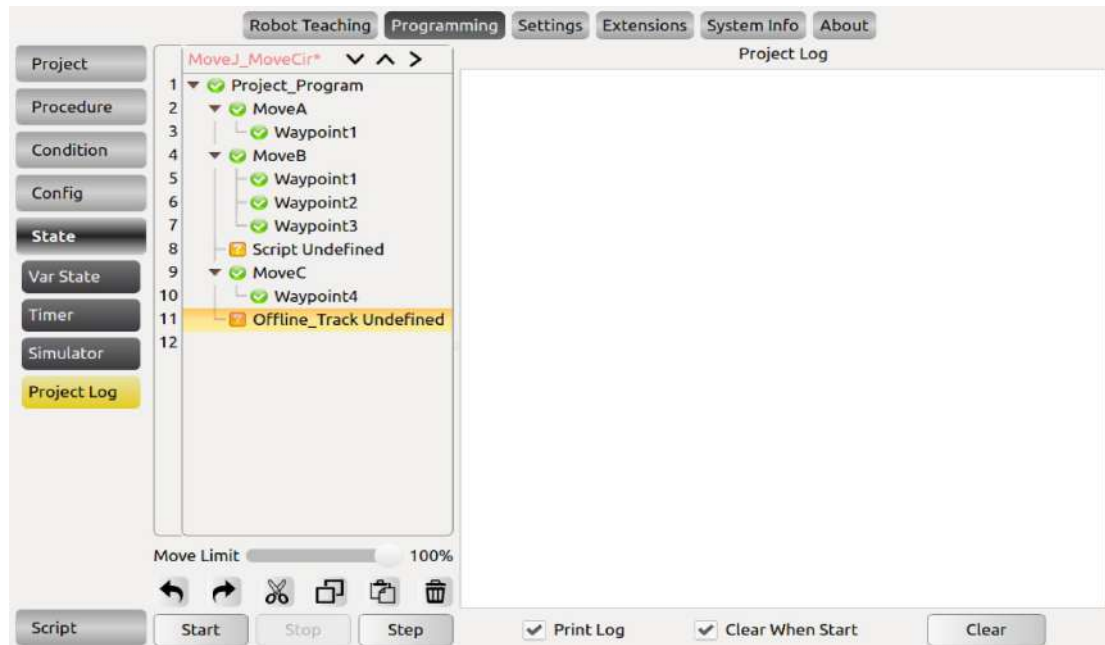 Robot Teaching Programming Settings Extensions System Info About
Project
Procedure
Condition
Config
State
Var State
Timer
Simulator
Project Log
Script
MoveJ_MoveCir*
1 Project_Program
2 MoveA
3 Waypoint1
4 MoveB
5 Waypoint1
6 Waypoint2
7 Waypoint3
8 Script Undefined
9 MoveC
10 Waypoint4
11 Offline_Track Undefined
12
Move Limit 100%
Start Stop Step
Project Log
Print Log Clear When Start Clear